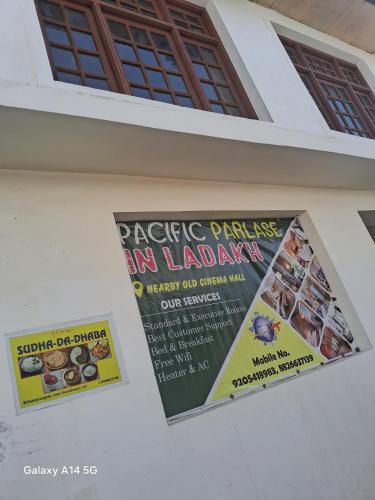 PACIFIC PARLASE
IN LADAKH
NEARBY OLD CINEMA HALL
OUR SERVICES
Standard & Executive Rooms
Best Customer Support
Bed & Breakfast
Free Wifi
Heater & AC
Mobile No.
9205418983, 8826637139
SUDHA-DA-DHABA
Galaxy A14 5G